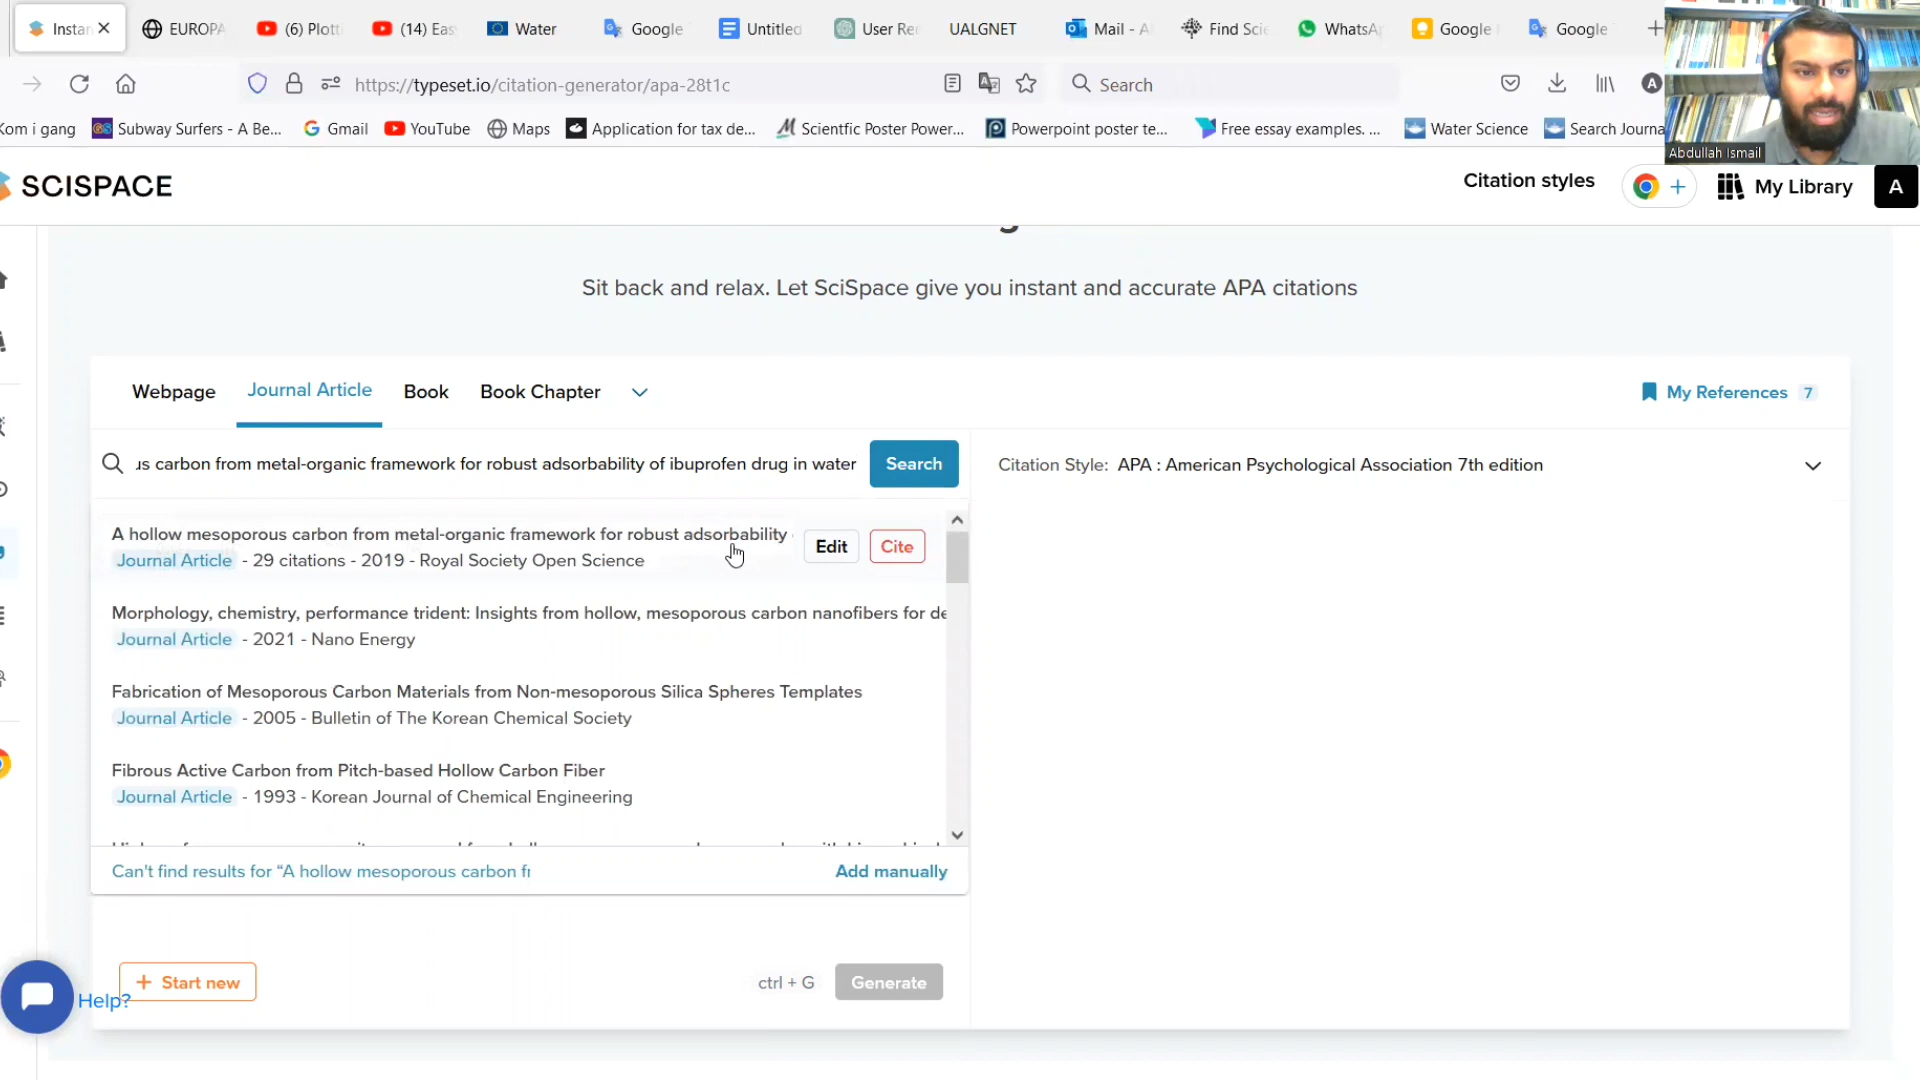 Instan
EUROPA
(6) Plotti
(14) Eas
Water
Google
Untitled
User Re
UALGNET
Mail - A
Find Scie
WhatsA
Google
Google
https://typeset.io/citation-generator/apa-28t1c
Search
A
Kom i gang
Subway Surfers - A Be...
Gmail
YouTube
Maps
Application for tax de...
Scientfic Poster Power...
Powerpoint poster te...
Free essay examples. ...
Water Science
Search Journa
Abdullah Ismail
SCISPACE
Citation styles
My Library
A
Sit back and relax. Let SciSpace give you instant and accurate APA citations
Webpage
Journal Article
Book
Book Chapter
My References 7
us carbon from metal-organic framework for robust adsorbability of ibuprofen drug in water
Search
Citation Style: APA : American Psychological Association 7th edition
A hollow mesoporous carbon from metal-organic framework for robust adsorbability
Journal Article - 29 citations - 2019 - Royal Society Open Science
Edit
Cite
Morphology, chemistry, performance trident: Insights from hollow, mesoporous carbon nanofibers for de
Journal Article - 2021 - Nano Energy
Fabrication of Mesoporous Carbon Materials from Non-mesoporous Silica Spheres Templates
Journal Article - 2005 - Bulletin of The Korean Chemical Society
Fibrous Active Carbon from Pitch-based Hollow Carbon Fiber
Journal Article - 1993 - Korean Journal of Chemical Engineering
Can't find results for “A hollow mesoporous carbon fr
Add manually
+ Start new
ctrl + G
Generate
Help?